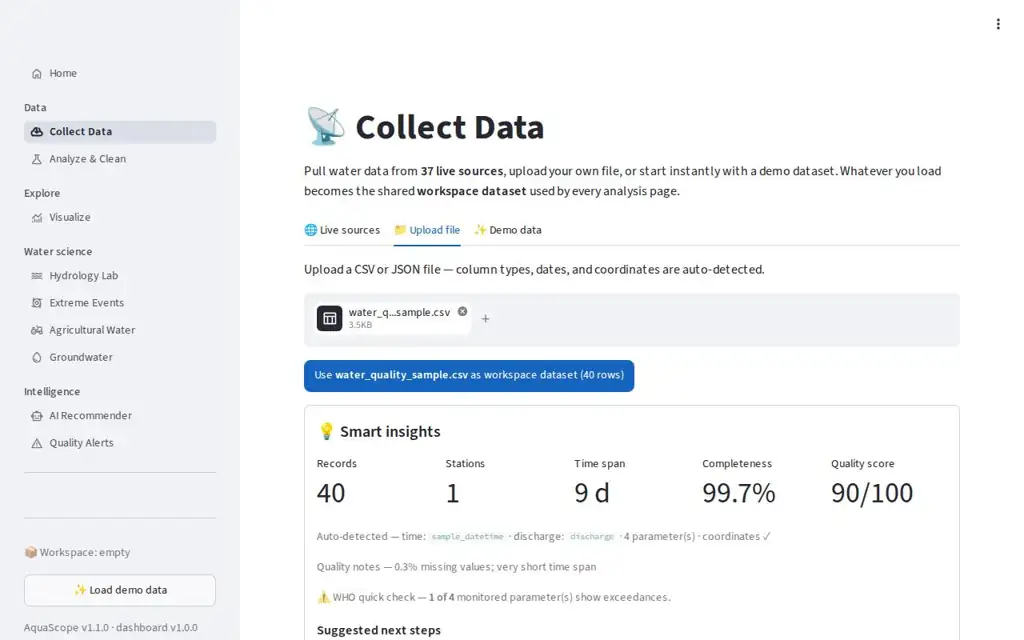 Home
Data
Collect Data
Analyze & Clean
Explore
Visualize
Water science
Hydrology Lab
Extreme Events
Agricultural Water
Groundwater
Intelligence
AI Recommender
Quality Alerts
Workspace: empty
Load demo data
AquaScope v1.1.0 · dashboard v1.0.0
Collect Data
Pull water data from 37 live sources, upload your own file, or start instantly with a demo dataset. Whatever you load
becomes the shared workspace dataset used by every analysis page.
Live sources Upload file Demo data
Upload a CSV or JSON file — column types, dates, and coordinates are auto-detected.
water_q...sample.csv
3.5KB
Use water_quality_sample.csv as workspace dataset (40 rows)
Smart insights
Records Stations Time span Completeness Quality score
40 1 9 d 99.7% 90/100
Auto-detected — time: sample_datetime · discharge: discharge · 4 parameter(s) · coordinates ✓
Quality notes — 0.3% missing values; very short time span
WHO quick check — 1 of 4 monitored parameter(s) show exceedances.
Suggested next steps